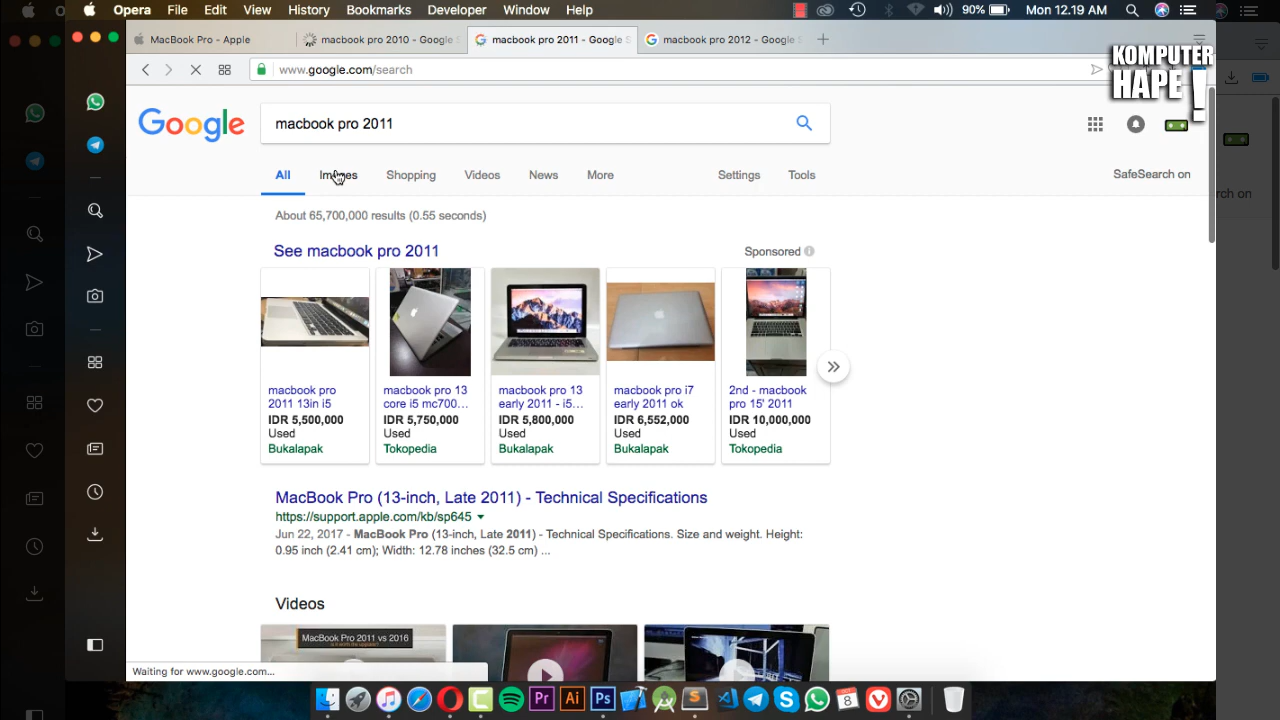 Opera File Edit View History Bookmarks Developer Window Help 90% Mon 12.19 AM
MacBook Pro - Apple
macbook pro 2010 - Google S
macbook pro 2011 - Google S
macbook pro 2012 - Google S
www.google.com/search
KOMPUTER
HAPE!
Google
macbook pro 2011
All Images Shopping Videos News More Settings Tools
SafeSearch on
rch on
About 65,700,000 results (0.55 seconds)
See macbook pro 2011
Sponsored
macbook pro
2011 13in i5
IDR 5,500,000
Used
Bukalapak
macbook pro 13
core i5 mc700...
IDR 5,750,000
Used
Tokopedia
macbook pro 13
early 2011 - i5...
IDR 5,800,000
Used
Bukalapak
macbook pro i7
early 2011 ok
IDR 6,552,000
Used
Bukalapak
2nd - macbook
pro 15' 2011
IDR 10,000,000
Used
Tokopedia
MacBook Pro (13-inch, Late 2011) - Technical Specifications
https://support.apple.com/kb/sp645
Jun 22, 2017 - MacBook Pro (13-inch, Late 2011) - Technical Specifications. Size and weight. Height:
0.95 inch (2.41 cm); Width: 12.78 inches (32.5 cm) ...
Videos
MacBook Pro 2011 vs 2016
Waiting for www.google.com...
Pr Ai Ps
8